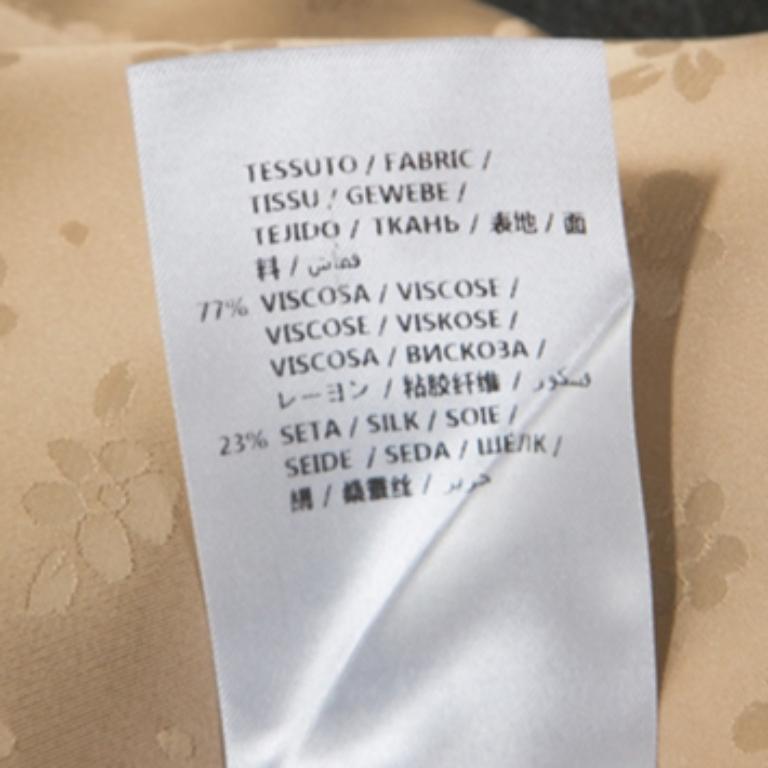 TESSUTO / FABRIC /
TISSU / GEWEBE /
TEJIDO / ТКАНЬ / 表地 / 面
料 / قماش
77% VISCOSA / VISCOSE /
VISCOSE / VISKOSE /
VISCOSA / ВИСКОЗА /
レーヨン / 粘胶纤维 / فسكوز
23% SETA / SILK / SOIE /
SEIDE / SEDA / ШЁЛК /
絹 / 桑蚕丝 / حرير